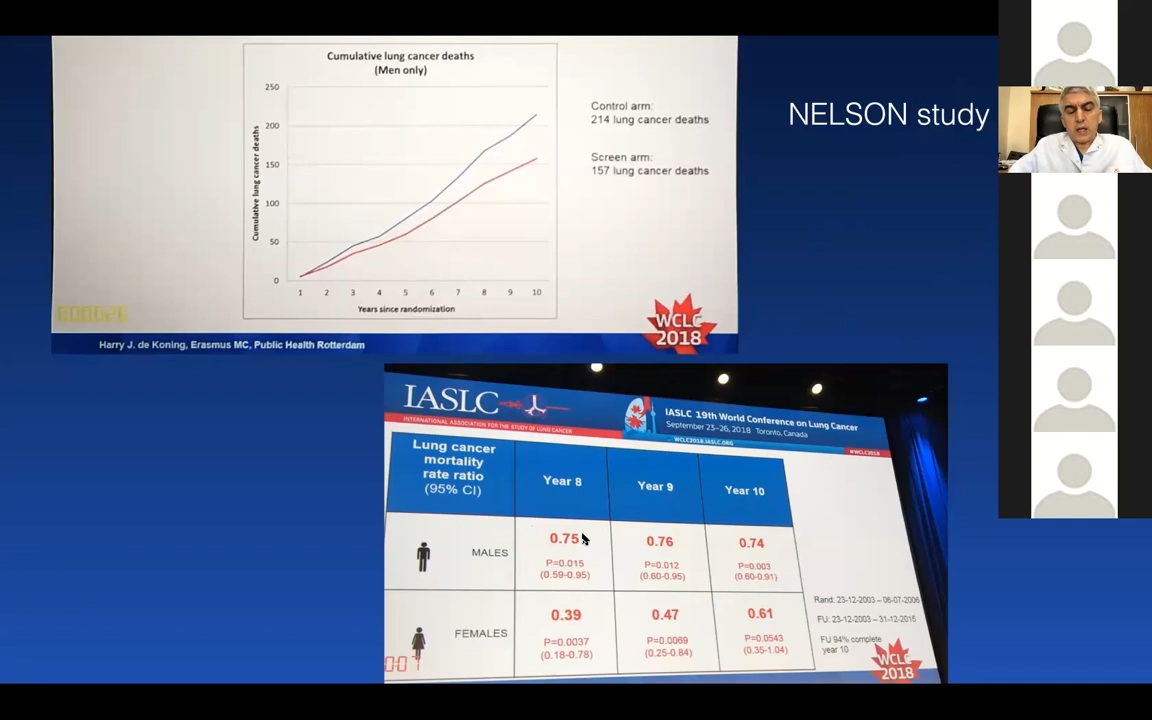 Cumulative lung cancer deaths
(Men only)
Cumulative lung cancer deaths
250
200
150
100
50
0
1 2 3 4 5 6 7 8 9 10
Years since randomization
Control arm:
214 lung cancer deaths
Screen arm:
157 lung cancer deaths
WCLC
2018
Harry J. de Koning, Erasmus MC, Public Health Rotterdam
NELSON study
IASLC
INTERNATIONAL ASSOCIATION FOR THE STUDY OF LUNG CANCER
IASLC 19th World Conference on Lung Cancer
September 23–26, 2018 Toronto, Canada
WCLC2018.IASLC.ORG
#WCLC2018
Lung cancer
mortality
rate ratio
(95% CI)
Year 8
Year 9
Year 10
MALES
0.75
P=0.015
(0.59-0.95)
0.76
P=0.012
(0.60-0.95)
0.74
P=0.003
(0.60-0.91)
FEMALES
0.39
P=0.0037
(0.18-0.78)
0.47
P=0.0069
(0.25-0.84)
0.61
P=0.0543
(0.35-1.04)
Rand: 23-12-2003 – 06-07-2006
FU: 23-12-2003 – 31-12-2015
FU 94% complete
year 10
WCLC
2018